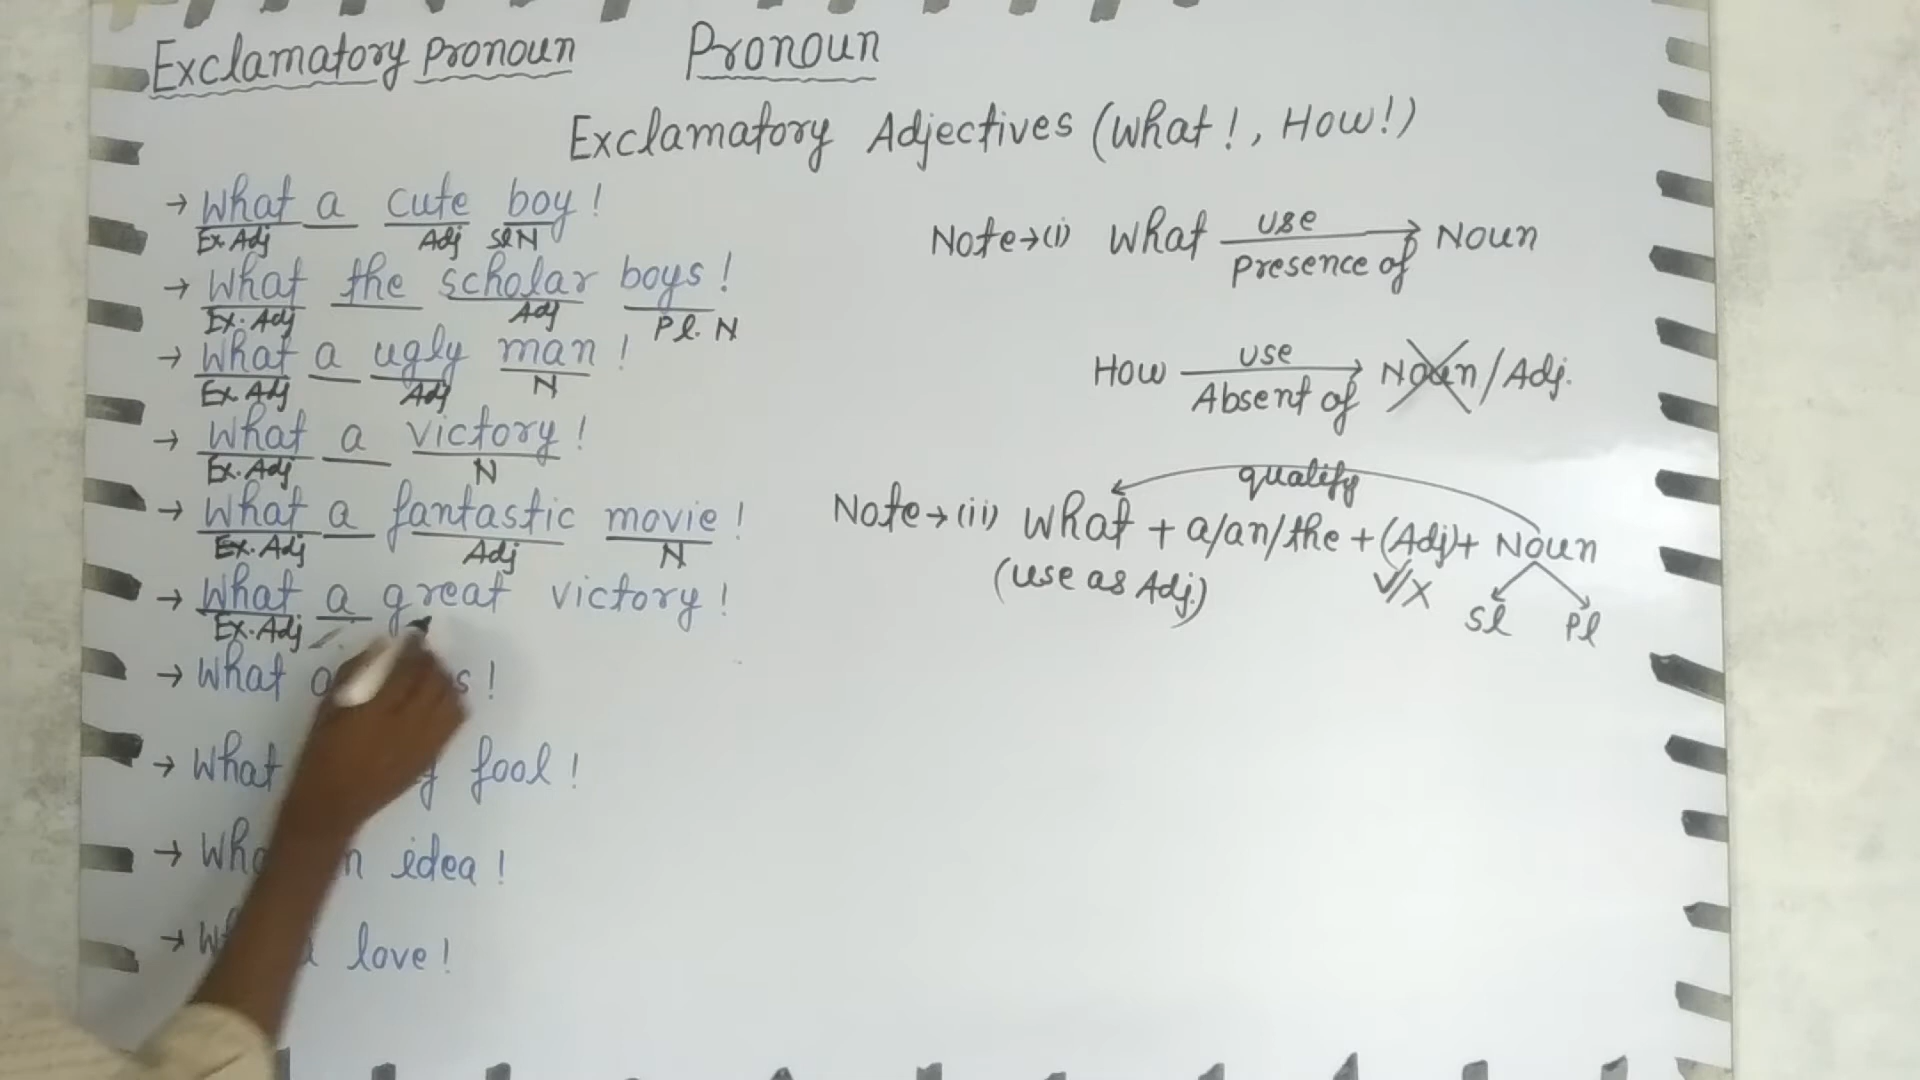 Exclamatory pronoun
Pronoun
Exclamatory Adjectives (What!, How!)
→ What a cute boy!
Ex. Adj Adj Sl N
→ What the scholar boys!
Ex. Adj Adj Pl. N
→ What a ugly man!
Ex. Adj Adj N
→ What a victory!
Ex. Adj N
→ What a fantastic movie!
Ex. Adj Adj N
→ What a great victory!
Ex. Adj
→ What
→ What fool!
→ idea!
→ love!
Note→(i) What use Noun
presence of
How use Noun/Adj.
Absent of
qualify
Note→(ii) What + a/an/the + (Adj)+ Noun
(use as Adj.) ✓/x
Sl Pl